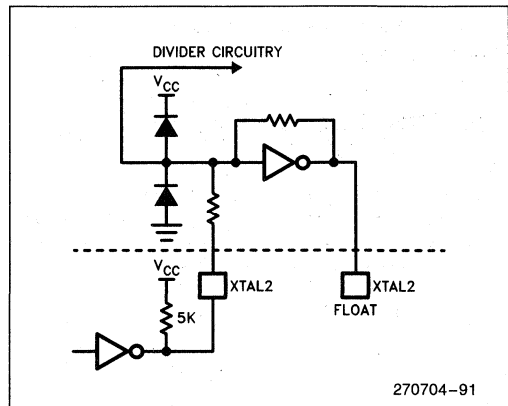 DIVIDER CIRCUITRY
VCC
VCC
XTAL2
XTAL2
5K
FLOAT
270704-91